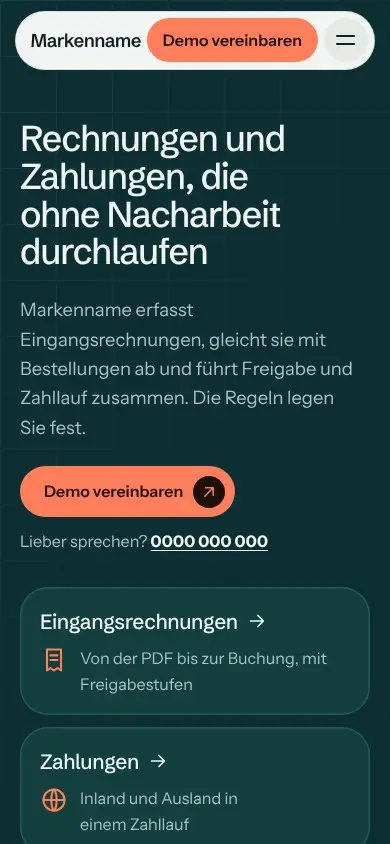 Markenname
Demo vereinbaren
Rechnungen und
Zahlungen, die
ohne Nacharbeit
durchlaufen
Markenname erfasst
Eingangsrechnungen, gleicht sie mit
Bestellungen ab und führt Freigabe und
Zahllauf zusammen. Die Regeln legen
Sie fest.
Demo vereinbaren
Lieber sprechen? 0000 000 000
Eingangsrechnungen →
Von der PDF bis zur Buchung, mit
Freigabestufen
Zahlungen →
Inland und Ausland in
einem Zahllauf